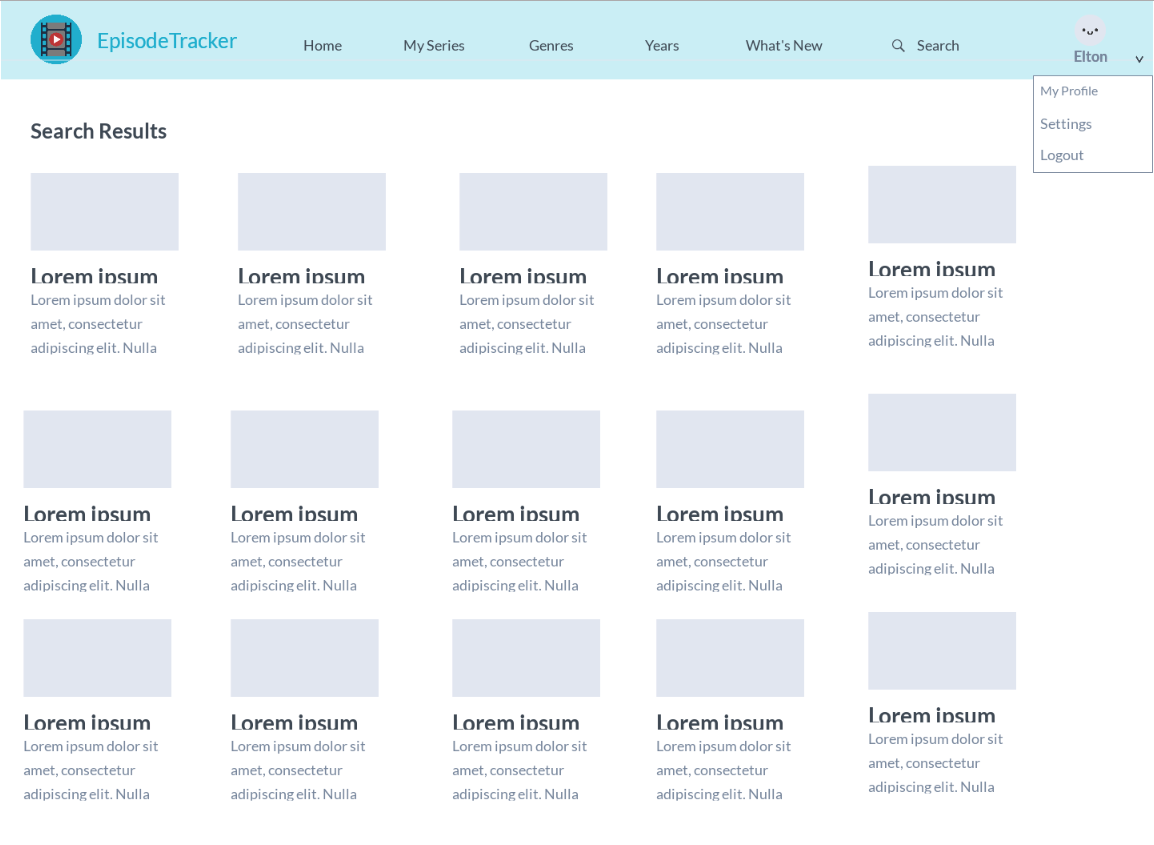 EpisodeTracker
Home
My Series
Genres
Years
What's New
Search
Elton
My Profile
Settings
Logout
Search Results
Lorem ipsum
Lorem ipsum dolor sit
amet, consectetur
adipiscing elit. Nulla
Lorem ipsum
Lorem ipsum dolor sit
amet, consectetur
adipiscing elit. Nulla
Lorem ipsum
Lorem ipsum dolor sit
amet, consectetur
adipiscing elit. Nulla
Lorem ipsum
Lorem ipsum dolor sit
amet, consectetur
adipiscing elit. Nulla
Lorem ipsum
Lorem ipsum dolor sit
amet, consectetur
adipiscing elit. Nulla
Lorem ipsum
Lorem ipsum dolor sit
amet, consectetur
adipiscing elit. Nulla
Lorem ipsum
Lorem ipsum dolor sit
amet, consectetur
adipiscing elit. Nulla
Lorem ipsum
Lorem ipsum dolor sit
amet, consectetur
adipiscing elit. Nulla
Lorem ipsum
Lorem ipsum dolor sit
amet, consectetur
adipiscing elit. Nulla
Lorem ipsum
Lorem ipsum dolor sit
amet, consectetur
adipiscing elit. Nulla
Lorem ipsum
Lorem ipsum dolor sit
amet, consectetur
adipiscing elit. Nulla
Lorem ipsum
Lorem ipsum dolor sit
amet, consectetur
adipiscing elit. Nulla
Lorem ipsum
Lorem ipsum dolor sit
amet, consectetur
adipiscing elit. Nulla
Lorem ipsum
Lorem ipsum dolor sit
amet, consectetur
adipiscing elit. Nulla
Lorem ipsum
Lorem ipsum dolor sit
amet, consectetur
adipiscing elit. Nulla